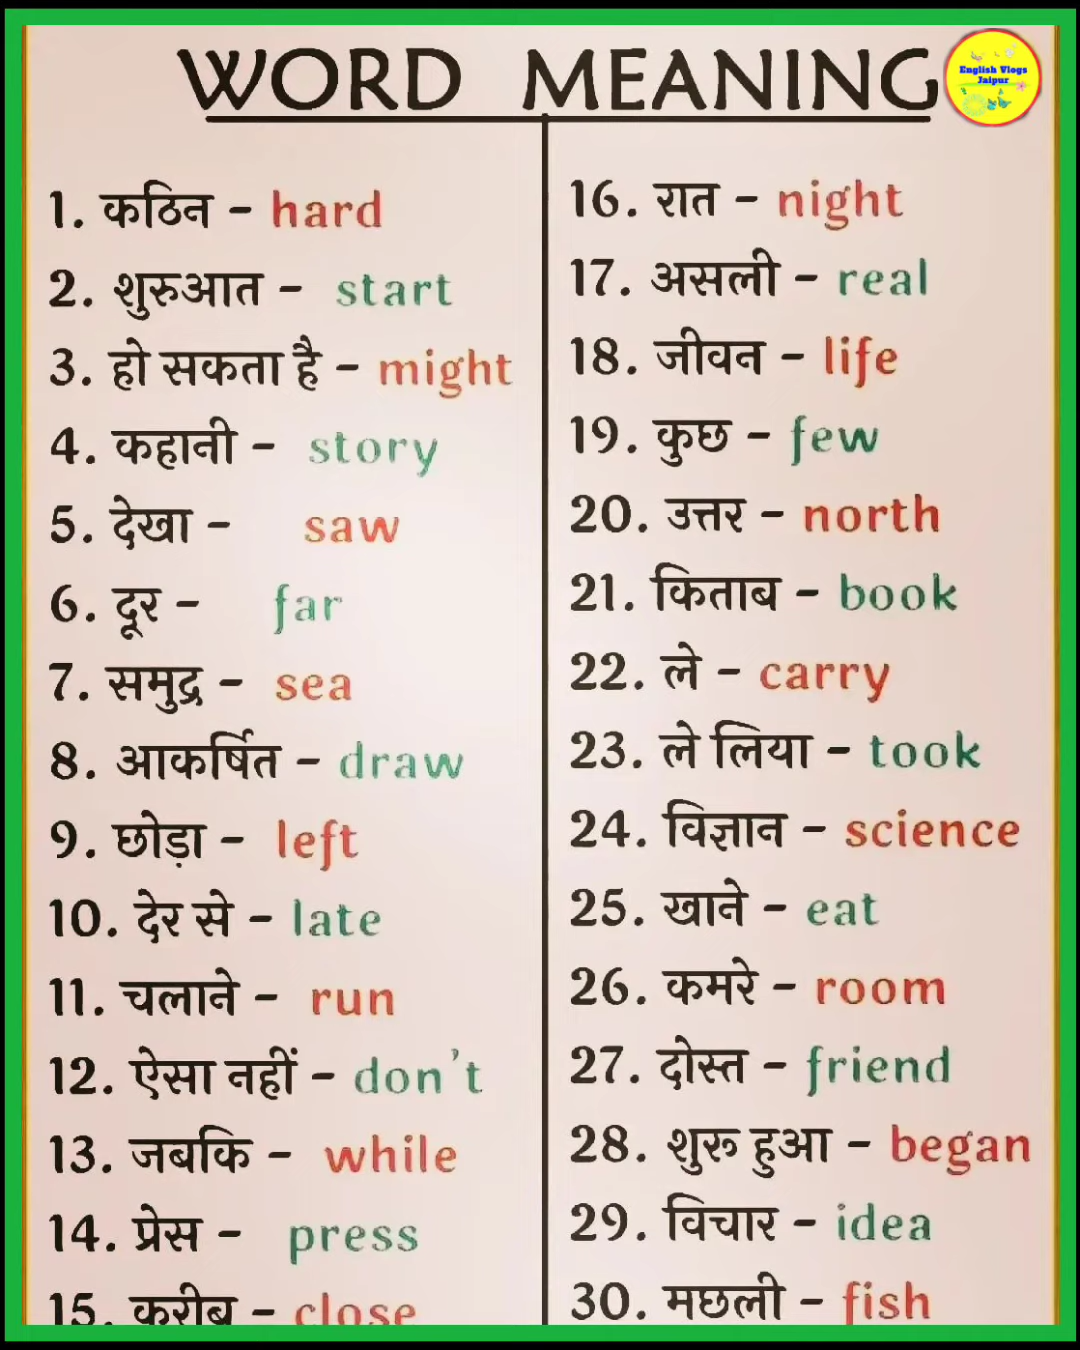 WORD MEANING
English Vlogs
Jaipur
1. कठिन - hard
2. शुरुआत - start
3. हो सकता है - might
4. कहानी - story
5. देखा - saw
6. दूर - far
7. समुद्र - sea
8. आकर्षित - draw
9. छोड़ा - left
10. देर से - late
11. चलाने - run
12. ऐसा नहीं - don't
13. जबकि - while
14. प्रेस - press
15. करीब - close
16. रात - night
17. असली - real
18. जीवन - life
19. कुछ - few
20. उत्तर - north
21. किताब - book
22. ले - carry
23. ले लिया - took
24. विज्ञान - science
25. खाने - eat
26. कमरे - room
27. दोस्त - friend
28. शुरू हुआ - began
29. विचार - idea
30. मछली - fish